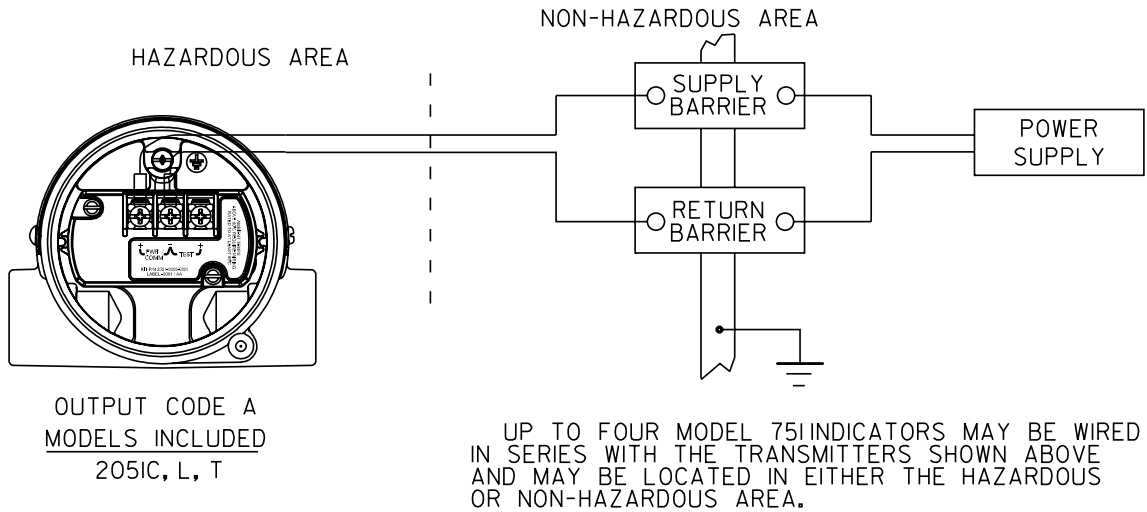 NON-HAZARDOUS AREA
HAZARDOUS AREA
SUPPLY
BARRIER
POWER
SUPPLY
RETURN
BARRIER
+ − +
PWR
COMM
TEST
OUTPUT CODE A
MODELS INCLUDED
2051C, L, T
UP TO FOUR MODEL 751 INDICATORS MAY BE WIRED
IN SERIES WITH THE TRANSMITTERS SHOWN ABOVE
AND MAY BE LOCATED IN EITHER THE HAZARDOUS
OR NON-HAZARDOUS AREA.